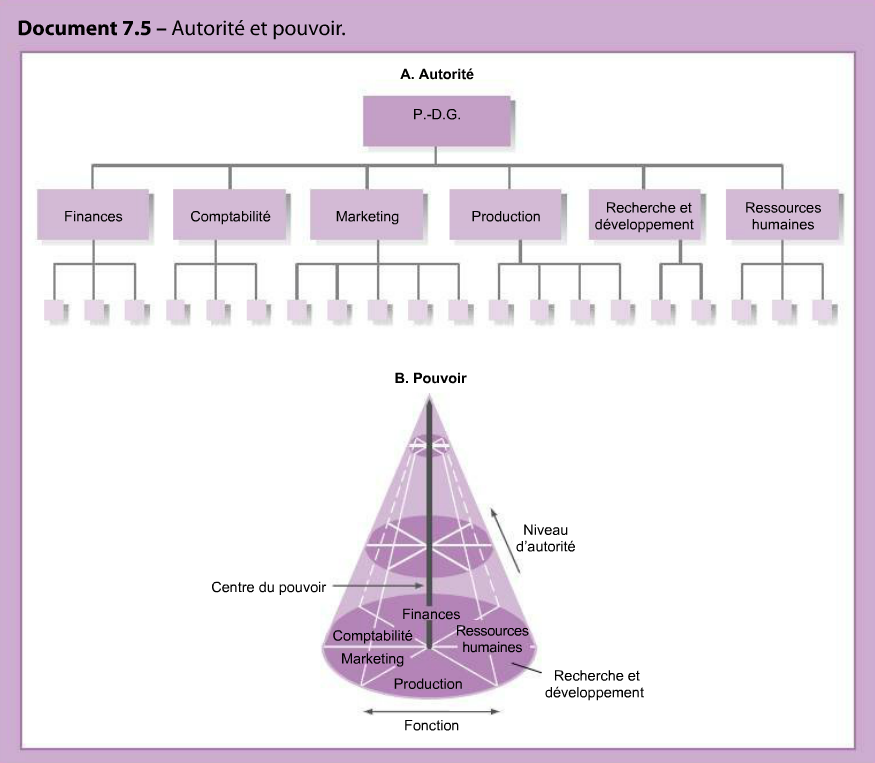 Document 7.5 – Autorité et pouvoir.
A. Autorité
P.-D.G.
Finances
Comptabilité
Marketing
Production
Recherche et
développement
Ressources
humaines
B. Pouvoir
Niveau
d'autorité
Centre du pouvoir
Finances
Comptabilité
Ressources
humaines
Marketing
Production
Recherche et
développement
Fonction